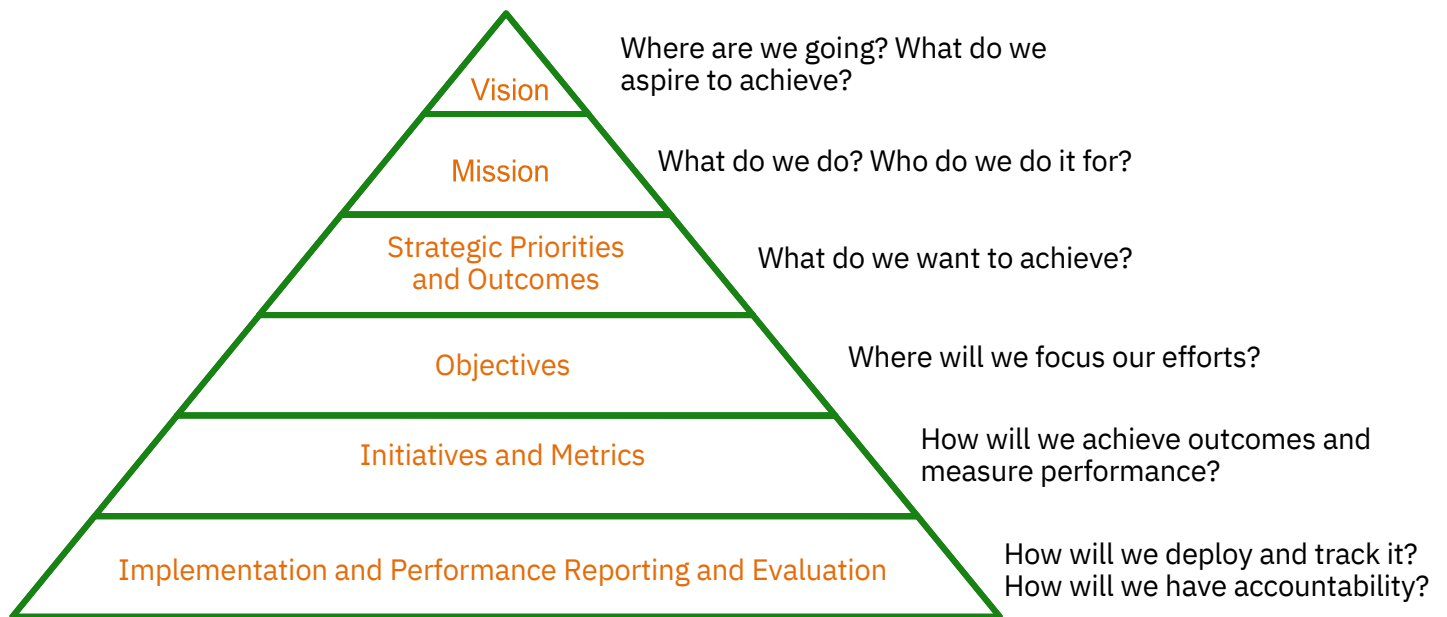 Vision
Where are we going? What do we
aspire to achieve?
Mission
What do we do? Who do we do it for?
Strategic Priorities
and Outcomes
What do we want to achieve?
Objectives
Where will we focus our efforts?
Initiatives and Metrics
How will we achieve outcomes and
measure performance?
Implementation and Performance Reporting and Evaluation
How will we deploy and track it?
How will we have accountability?